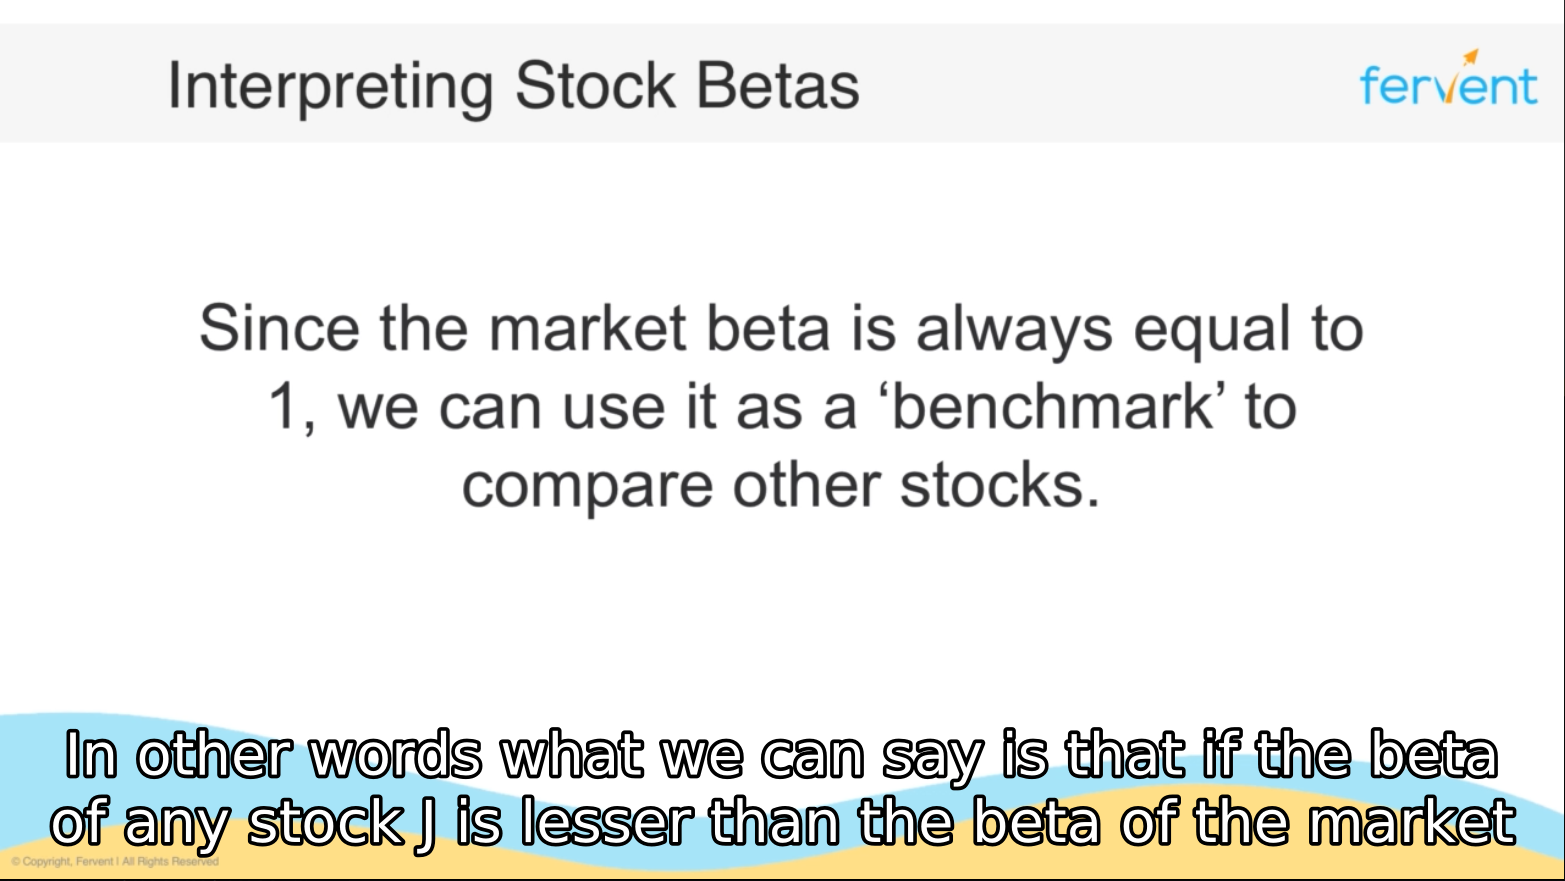 Interpreting Stock Betas
fervent
Since the market beta is always equal to
1, we can use it as a ‘benchmark’ to
compare other stocks.
In other words what we can say is that if the beta
of any stock J is lesser than the beta of the market
© Copyright, Fervent | All Rights Reserved